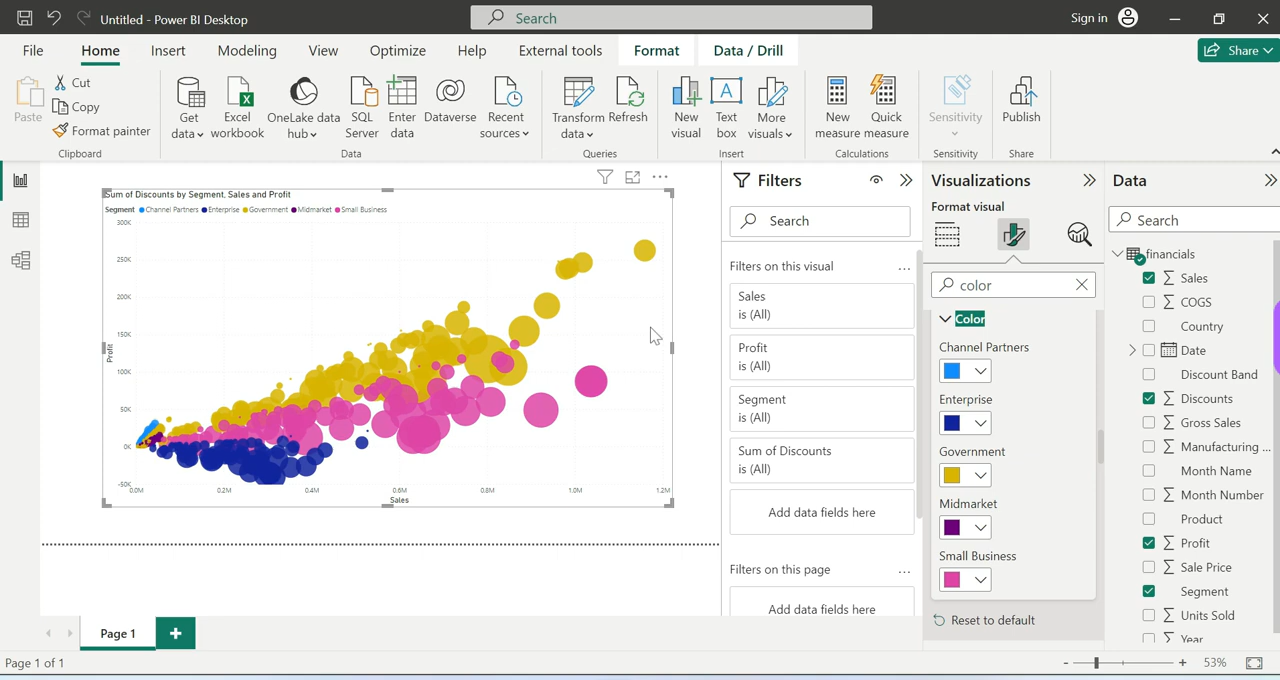 Untitled - Power BI Desktop
Search
Sign in
File Home Insert Modeling View Optimize Help External tools Format Data / Drill
Share
Paste
Cut
Copy
Format painter
Clipboard
Get data
Excel workbook
OneLake data hub
SQL Server
Enter data
Dataverse
Recent sources
Data
Transform data
Refresh
Queries
New visual
Text box
More visuals
Insert
New measure
Quick measure
Calculations
Sensitivity
Sensitivity
Publish
Share
Sum of Discounts by Segment, Sales and Profit
Segment Channel Partners Enterprise Government Midmarket Small Business
300K
250K
200K
150K
100K
50K
0K
-50K
Profit
0.0M 0.2M 0.4M 0.6M 0.8M 1.0M 1.2M
Sales
Filters
Search
Filters on this visual ...
Sales
is (All)
Profit
is (All)
Segment
is (All)
Sum of Discounts
is (All)
Add data fields here
Filters on this page ...
Add data fields here
Visualizations
Format visual
color
Color
Channel Partners
Enterprise
Government
Midmarket
Small Business
Reset to default
Data
Search
financials
Sales
COGS
Country
Date
Discount Band
Discounts
Gross Sales
Manufacturing ...
Month Name
Month Number
Product
Profit
Sale Price
Segment
Units Sold
Year
Page 1
Page 1 of 1
- + 53%